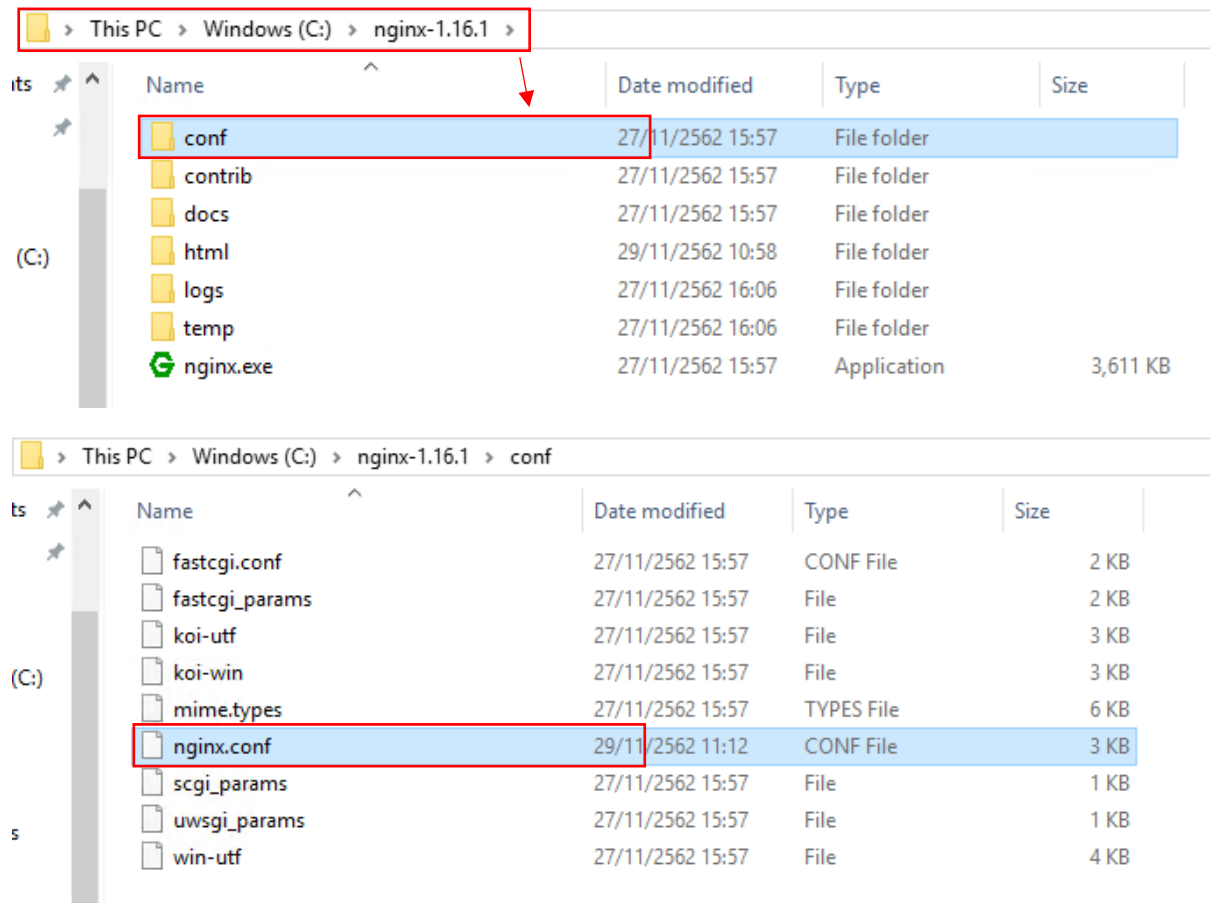 > This PC > Windows (C:) > nginx-1.16.1 >
its Name Date modified Type Size
conf 27/11/2562 15:57 File folder
contrib 27/11/2562 15:57 File folder
docs 27/11/2562 15:57 File folder
(C:) html 29/11/2562 10:58 File folder
logs 27/11/2562 16:06 File folder
temp 27/11/2562 16:06 File folder
nginx.exe 27/11/2562 15:57 Application 3,611 KB
> This PC > Windows (C:) > nginx-1.16.1 > conf
ts Name Date modified Type Size
fastcgi.conf 27/11/2562 15:57 CONF File 2 KB
fastcgi_params 27/11/2562 15:57 File 2 KB
koi-utf 27/11/2562 15:57 File 3 KB
(C:) koi-win 27/11/2562 15:57 File 3 KB
mime.types 27/11/2562 15:57 TYPES File 6 KB
nginx.conf 29/11/2562 11:12 CONF File 3 KB
scgi_params 27/11/2562 15:57 File 1 KB
s uwsgi_params 27/11/2562 15:57 File 1 KB
win-utf 27/11/2562 15:57 File 4 KB